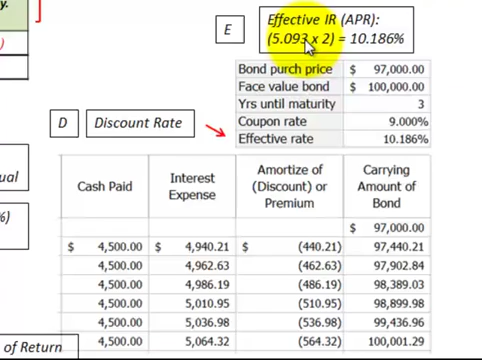 y.
)
E
Effective IR (APR):
(5.093 x 2) = 10.186%
Bond purch price $ 97,000.00
Face value bond $ 100,000.00
Yrs until maturity 3
Coupon rate 9.000%
Effective rate 10.186%
D
Discount Rate
ual
%)
of Return
Cash Paid
Interest
Expense
Amortize of
(Discount) or
Premium
Carrying
Amount of
Bond
$ 97,000.00
$ 4,500.00 $ 4,940.21 $ (440.21) 97,440.21
4,500.00 4,962.63 (462.63) 97,902.84
4,500.00 4,986.19 (486.19) 98,389.03
4,500.00 5,010.95 (510.95) 98,899.98
4,500.00 5,036.98 (536.98) 99,436.96
4,500.00 5,064.32 (564.32) 100,001.29